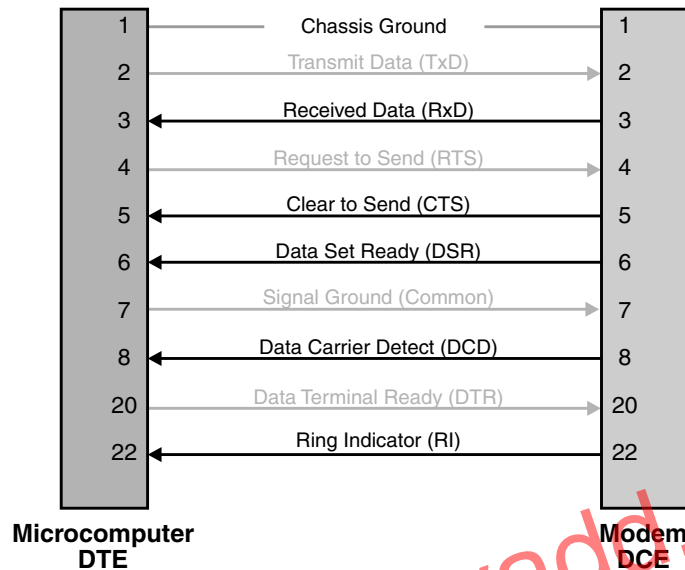 1 Chassis Ground 1
2 Transmit Data (TxD) 2
3 Received Data (RxD) 3
4 Request to Send (RTS) 4
5 Clear to Send (CTS) 5
6 Data Set Ready (DSR) 6
7 Signal Ground (Common) 7
8 Data Carrier Detect (DCD) 8
20 Data Terminal Ready (DTR) 20
22 Ring Indicator (RI) 22
Microcomputer
DTE
Modem
DCE